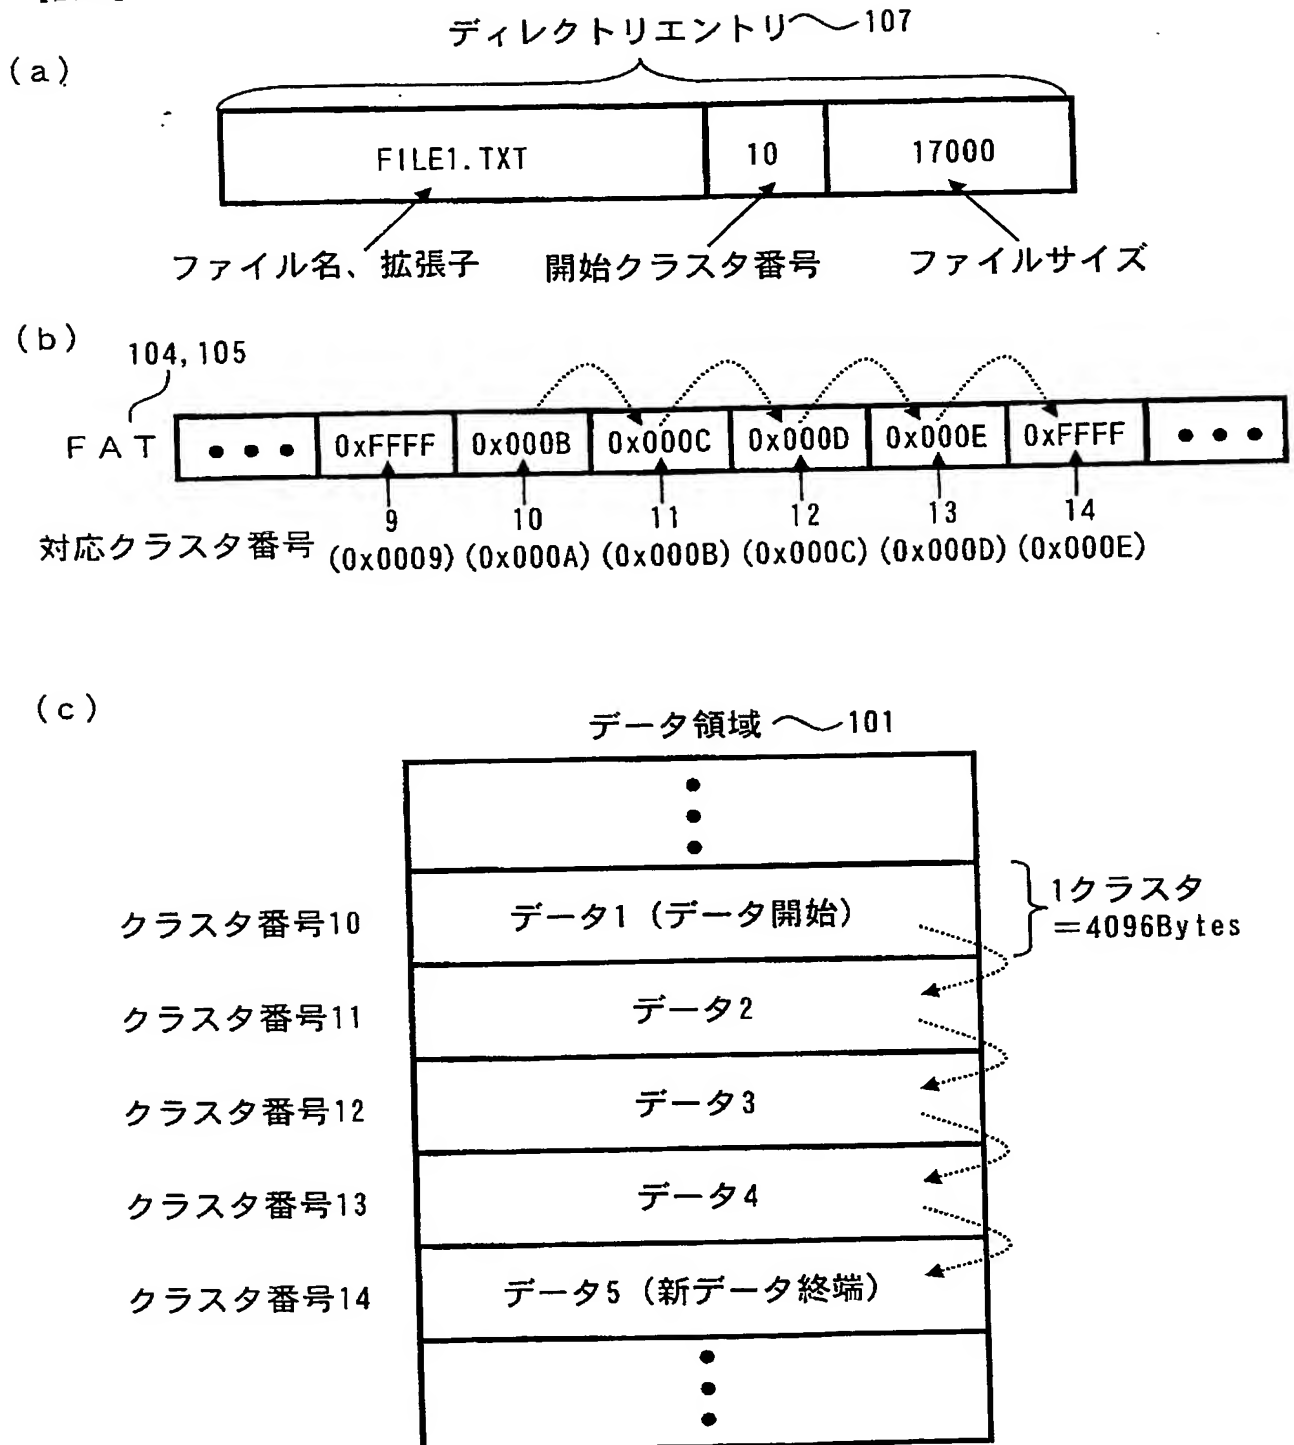 ディレクトリエントリ 107
(a)
FILE1.TXT 10 17000
ファイル名、拡張子 開始クラスタ番号 ファイルサイズ
(b)
104,105
FAT ••• 0xFFFF 0x000B 0x000C 0x000D 0x000E 0xFFFF •••
9 10 11 12 13 14
対応クラスタ番号 (0x0009) (0x000A) (0x000B) (0x000C) (0x000D) (0x000E)
(c)
データ領域 101
クラスタ番号10 データ1(データ開始) 1クラスタ
=4096Bytes
クラスタ番号11 データ2
クラスタ番号12 データ3
クラスタ番号13 データ4
クラスタ番号14 データ5(新データ終端)